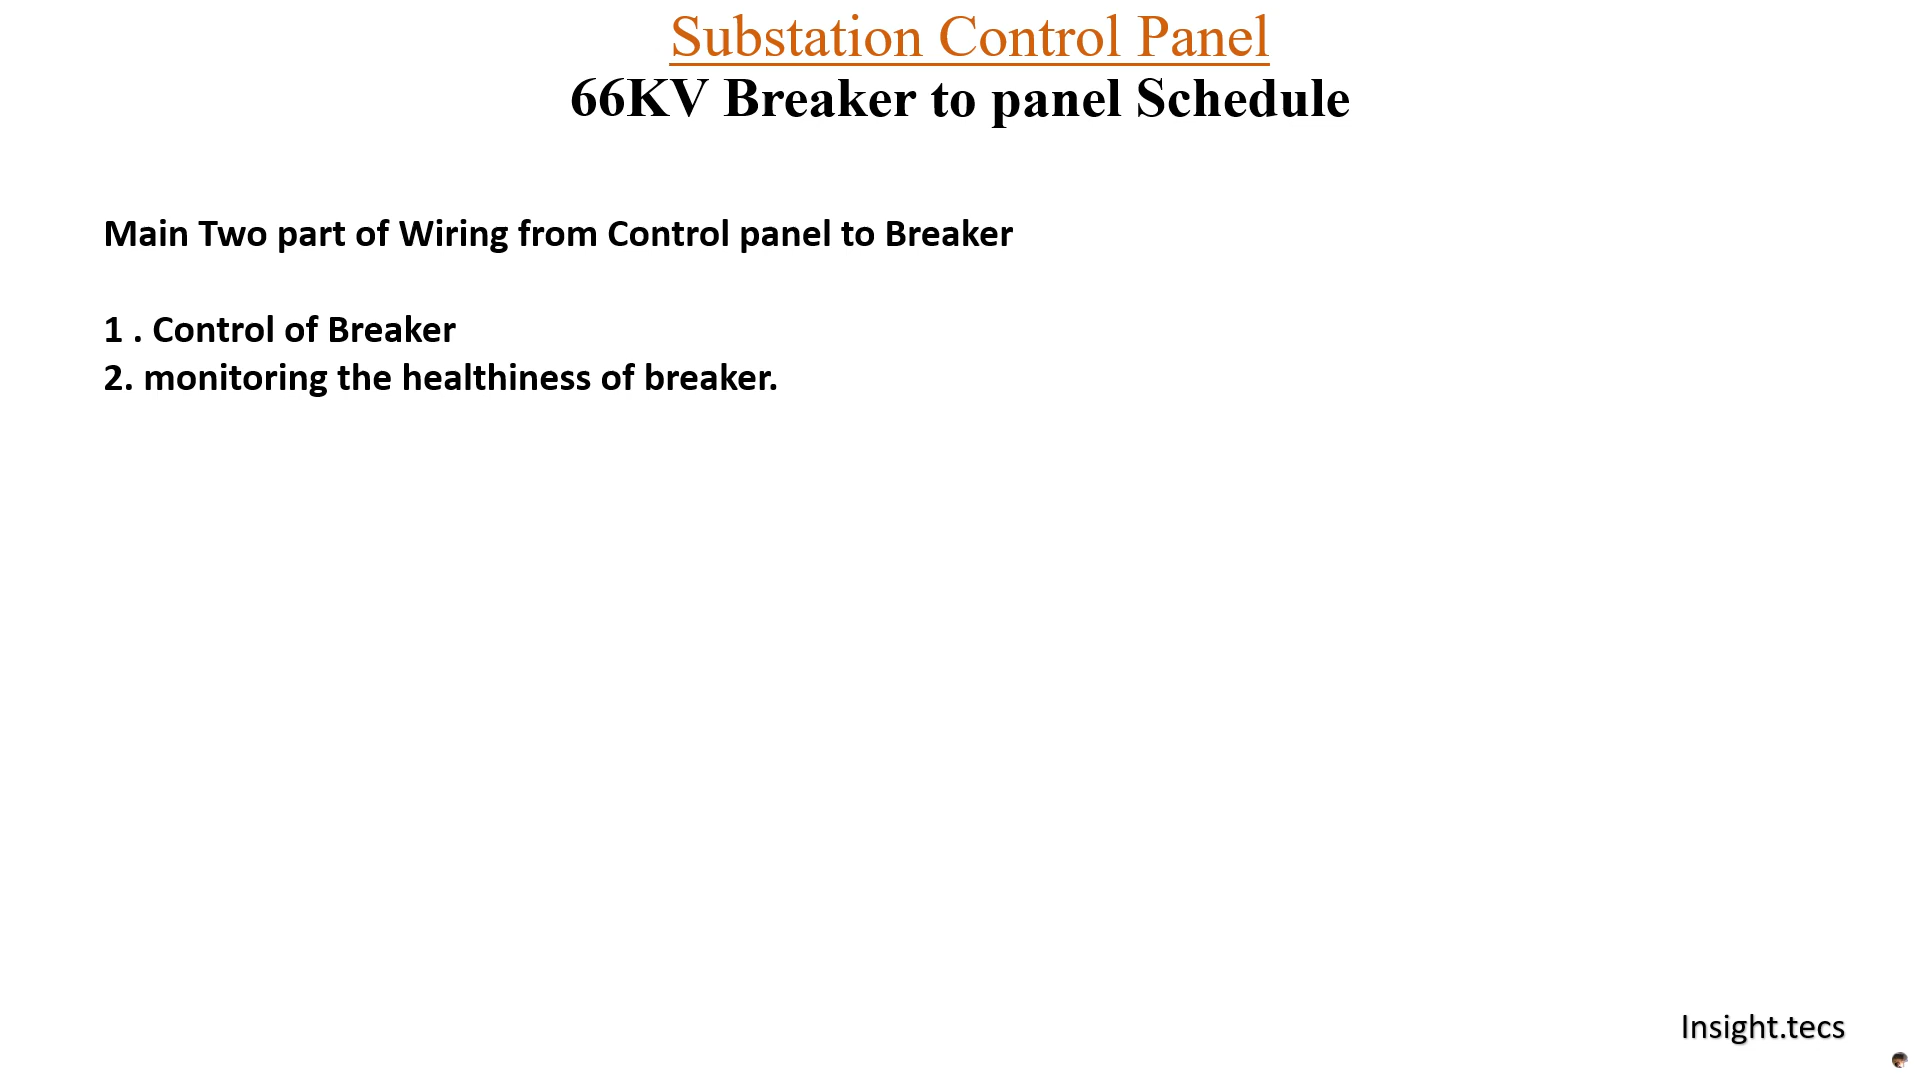 Substation Control Panel
66KV Breaker to panel Schedule
Main Two part of Wiring from Control panel to Breaker
1 . Control of Breaker
2. monitoring the healthiness of breaker.
Insight.tecs